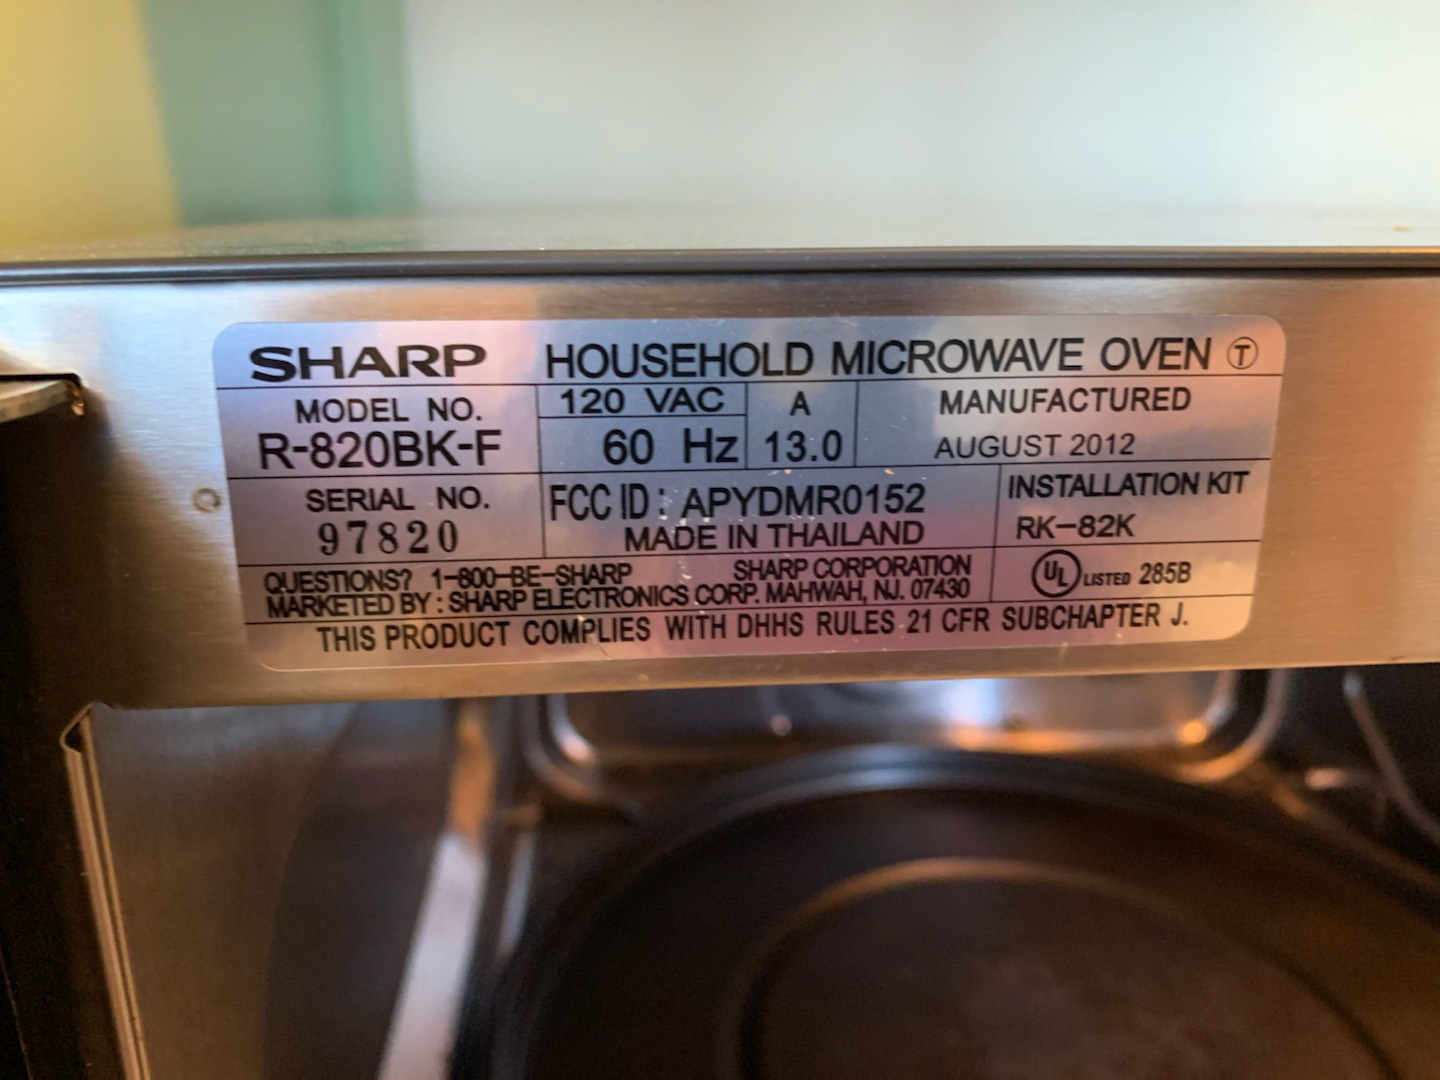 SHARP HOUSEHOLD MICROWAVE OVEN Ⓣ
MODEL NO.
R-820BK-F
120 VAC
60 Hz
A
13.0
MANUFACTURED
AUGUST 2012
SERIAL NO.
97820
FCC ID: APYDMR0152
MADE IN THAILAND
INSTALLATION KIT
RK-82K
QUESTIONS? 1-800-BE-SHARP SHARP CORPORATION
MARKETED BY: SHARP ELECTRONICS CORP. MAHWAH, NJ. 07430
UL LISTED 285B
THIS PRODUCT COMPLIES WITH DHHS RULES 21 CFR SUBCHAPTER J.